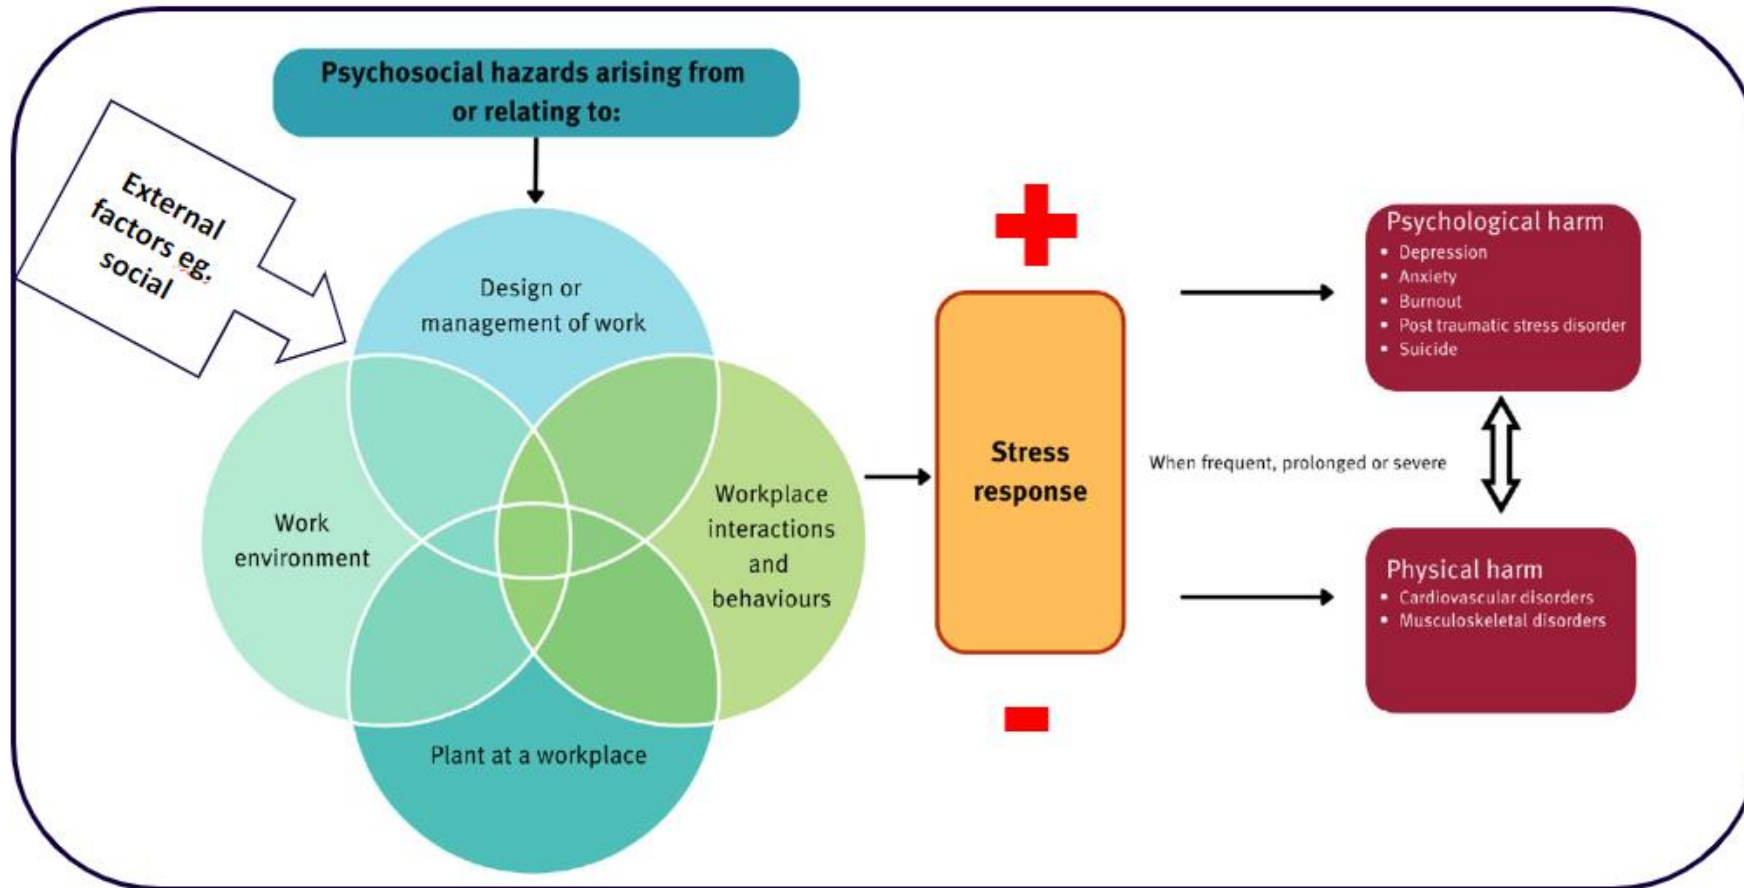 Psychosocial hazards arising from
or relating to:
External
factors eg.
social
Design or
management of work
Work
environment
Workplace
interactions
and
behaviours
Plant at a workplace
+
Stress
response
-
When frequent, prolonged or severe
Psychological harm
• Depression
• Anxiety
• Burnout
• Post traumatic stress disorder
• Suicide
Physical harm
• Cardiovascular disorders
• Musculoskeletal disorders